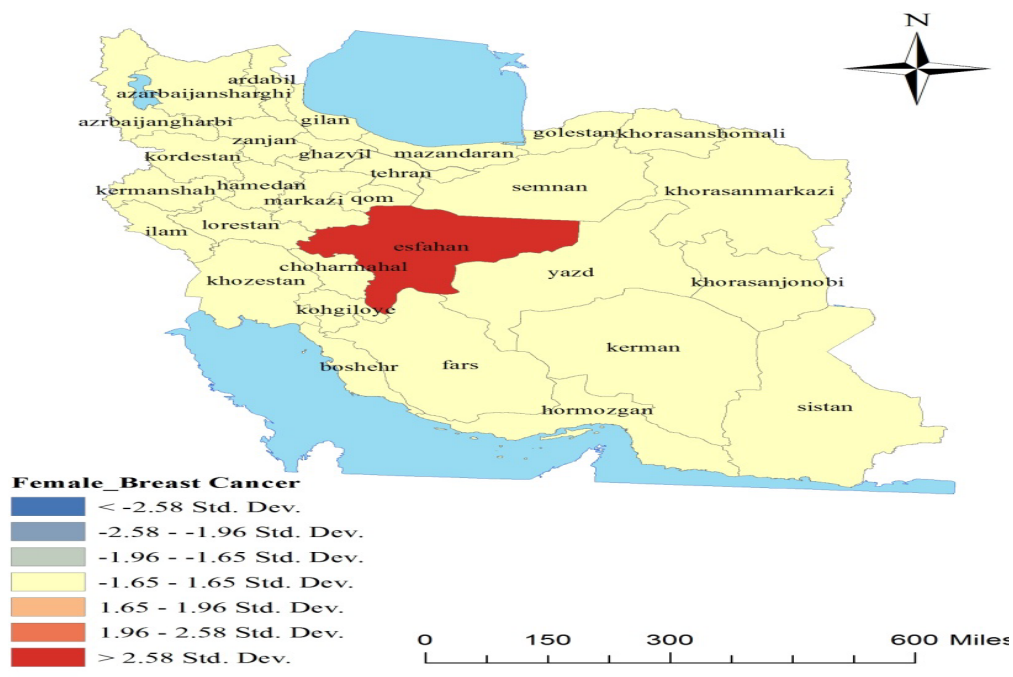 N
ardabil
azarbaijansharghi
azrbaijangharbi
gilan
golestan
khorasanshomali
zanjan
kordestan
ghazvil
mazandaran
tehran
kermanshah
hamedan
semnan
khorasanmarkazi
markazi
qom
ilam
lorestan
esfahan
choharmahal
khozestan
yazd
khorasanjonobi
kohgiloye
kerman
boshehr
fars
hormozgan
sistan
Female_Breast Cancer
< -2.58 Std. Dev.
-2.58 - -1.96 Std. Dev.
-1.96 - -1.65 Std. Dev.
-1.65 - 1.65 Std. Dev.
1.65 - 1.96 Std. Dev.
1.96 - 2.58 Std. Dev.
> 2.58 Std. Dev.
0 150 300 600 Miles